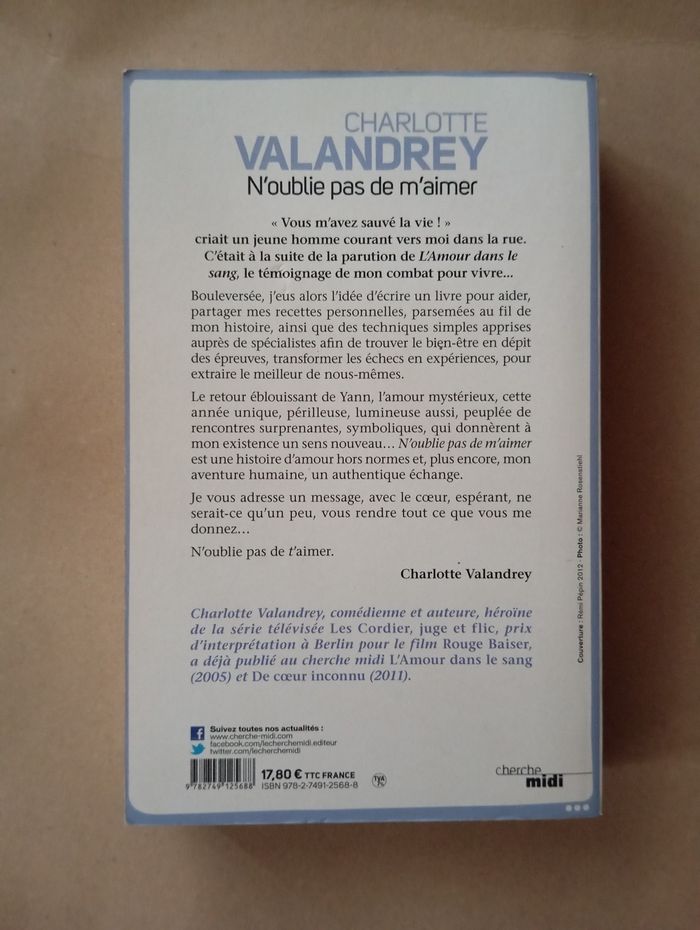 CHARLOTTE
VALANDREY
N'oublie pas de m'aimer
« Vous m'avez sauvé la vie ! »
criait un jeune homme courant vers moi dans la rue.
C'était à la suite de la parution de L'Amour dans le
sang, le témoignage de mon combat pour vivre...
Bouleversée, j'eus alors l'idée d'écrire un livre pour aider,
partager mes recettes personnelles, parsemées au fil de
mon histoire, ainsi que des techniques simples apprises
auprès de spécialistes afin de trouver le bien-être en dépit
des épreuves, transformer les échecs en expériences, pour
extraire le meilleur de nous-mêmes.
Le retour éblouissant de Yann, l'amour mystérieux, cette
année unique, périlleuse, lumineuse aussi, peuplée de
rencontres surprenantes, symboliques, qui donnèrent à
mon existence un sens nouveau... N'oublie pas de m'aimer
est une histoire d'amour hors normes et, plus encore, mon
aventure humaine, un authentique échange.
Je vous adresse un message, avec le cœur, espérant, ne
serait-ce qu'un peu, vous rendre tout ce que vous me
donnez...
N'oublie pas de t'aimer.
Charlotte Valandrey
Charlotte Valandrey, comédienne et auteure, héroïne
de la série télévisée Les Cordier, juge et flic, prix
d'interprétation à Berlin pour le film Rouge Baiser,
a déjà publié au cherche midi L'Amour dans le sang
(2005) et De cœur inconnu (2011).
Couverture : Rémi Pépin 2012 - Photo : © Marianne Rosenstiehl
Suivez toutes nos actualités :
www.cherche-midi.com
facebook.com/lecherchemidi.editeur
twitter.com/lecherchemidi
9 782749 125688
17,80 € TTC FRANCE
ISBN 978-2-7491-2568-8
cherche
midi